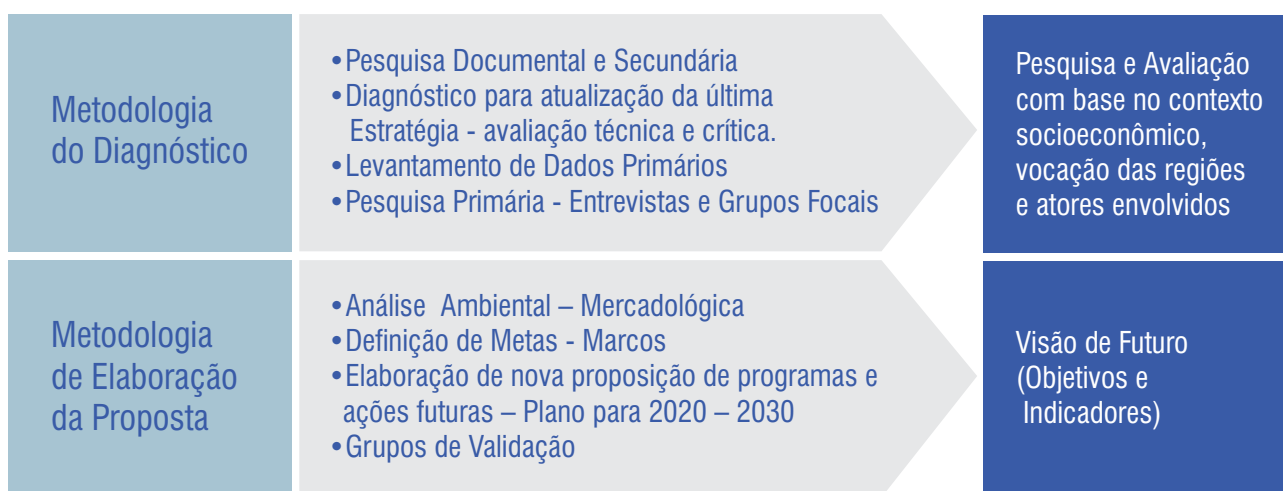 Metodologia
do Diagnóstico
•Pesquisa Documental e Secundária
•Diagnóstico para atualização da última
Estratégia - avaliação técnica e crítica.
•Levantamento de Dados Primários
•Pesquisa Primária - Entrevistas e Grupos Focais
Pesquisa e Avaliação
com base no contexto
socioeconômico,
vocação das regiões
e atores envolvidos
Metodologia
de Elaboração
da Proposta
•Análise Ambiental – Mercadológica
•Definição de Metas - Marcos
•Elaboração de nova proposição de programas e
ações futuras – Plano para 2020 – 2030
•Grupos de Validação
Visão de Futuro
(Objetivos e
Indicadores)